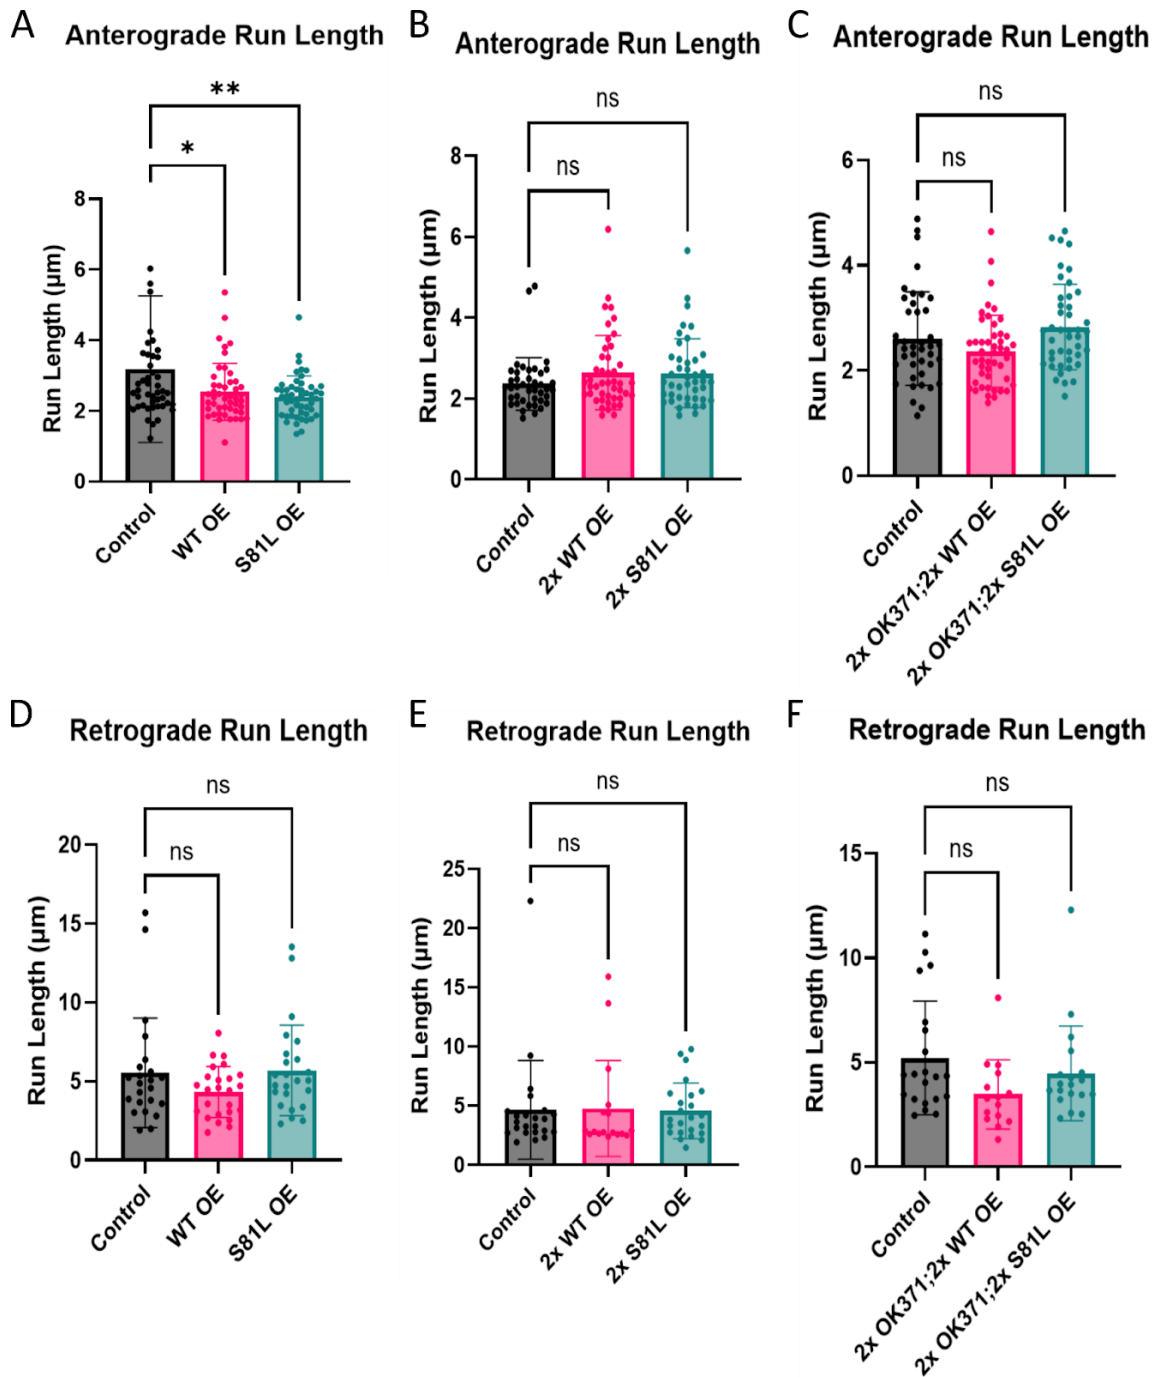 A
Anterograde Run Length
**
*
Run Length (µm)
8
6
4
2
0
Control
WT OE
S81L OE
B
Anterograde Run Length
ns
ns
Run Length (µm)
8
6
4
2
0
Control
2x WT OE
2x S81L OE
C
Anterograde Run Length
ns
ns
Run Length (µm)
6
4
2
0
Control
2x OK371;2x WT OE
2x OK371;2x S81L OE
D
Retrograde Run Length
ns
ns
Run Length (µm)
20
15
10
5
0
Control
WT OE
S81L OE
E
Retrograde Run Length
ns
ns
Run Length (µm)
25
20
15
10
5
0
Control
2x WT OE
2x S81L OE
F
Retrograde Run Length
ns
ns
Run Length (µm)
15
10
5
0
Control
2x OK371;2x WT OE
2x OK371;2x S81L OE